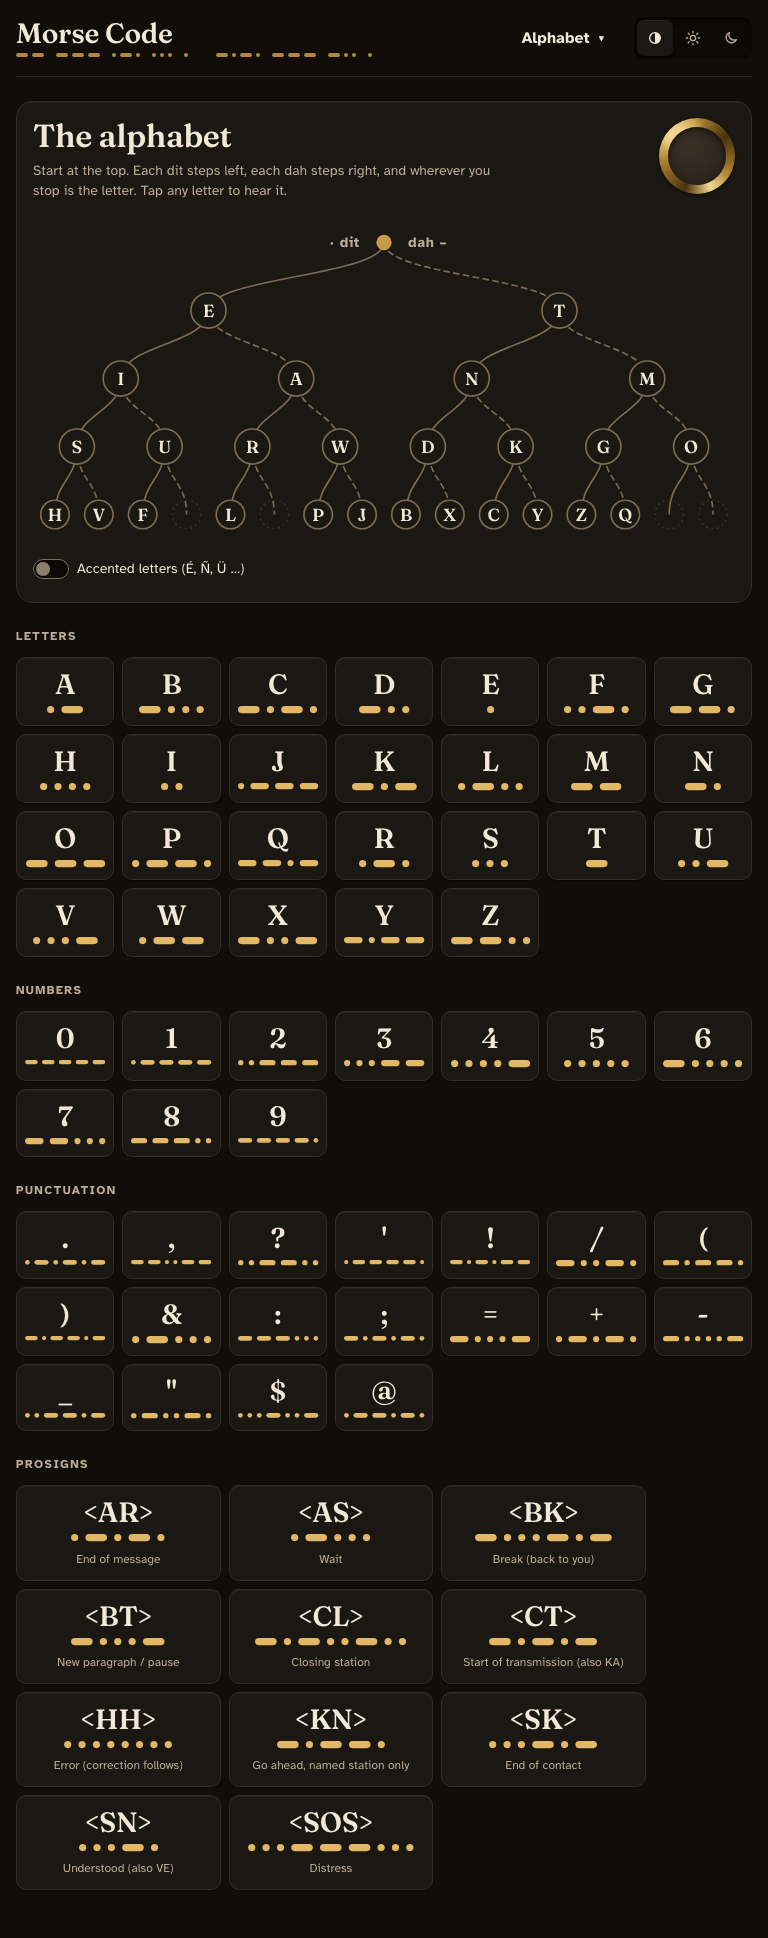 Morse Code
Alphabet ▼
The alphabet
Start at the top. Each dit steps left, each dah steps right, and wherever you
stop is the letter. Tap any letter to hear it.
· dit dah –
E T
I A N M
S U R W D K G O
H V F L P J B X C Y Z Q
Accented letters (É, Ñ, Ü …)
LETTERS
A B C D E F G
H I J K L M N
O P Q R S T U
V W X Y Z
NUMBERS
0 1 2 3 4 5 6
7 8 9
PUNCTUATION
. , ? ' ! / (
) & : ; = + -
_ " $ @
PROSIGNS
<AR> <AS> <BK>
End of message Wait Break (back to you)
<BT> <CL> <CT>
New paragraph / pause Closing station Start of transmission (also KA)
<HH> <KN> <SK>
Error (correction follows) Go ahead, named station only End of contact
<SN> <SOS>
Understood (also VE) Distress